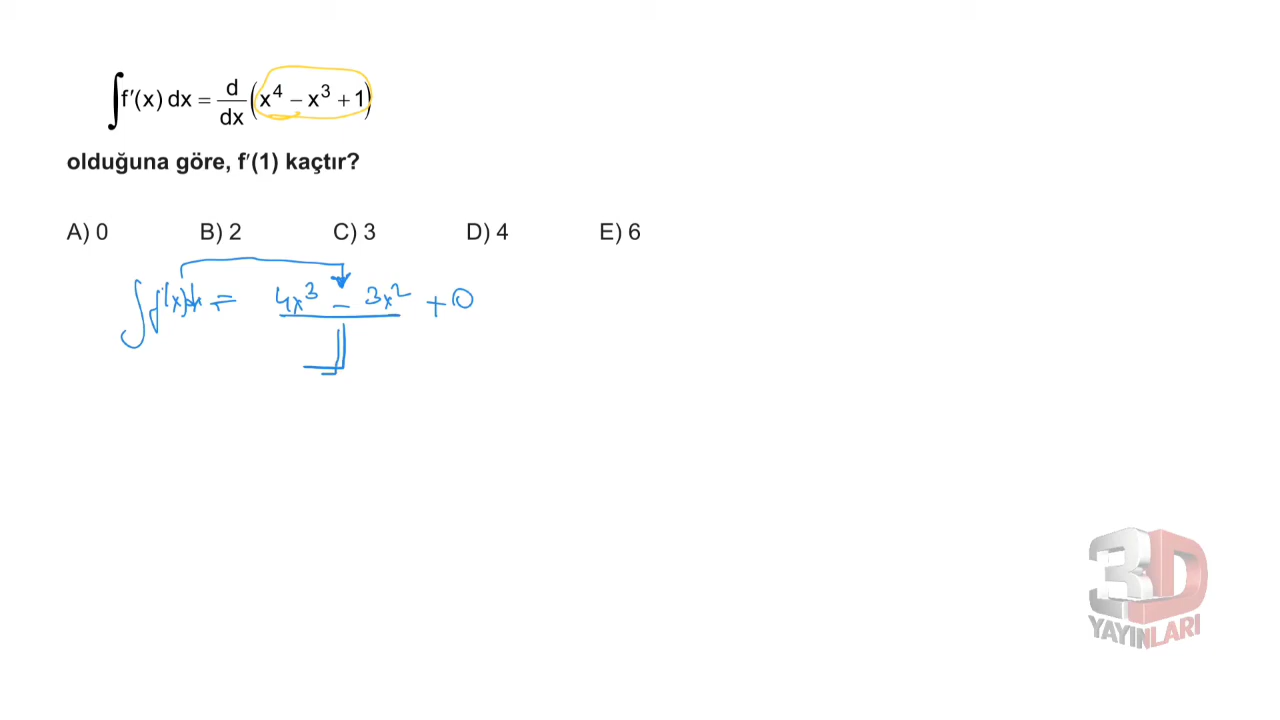 ∫f′(x) dx = d/dx (x⁴ – x³ + 1)
olduğuna göre, f′(1) kaçtır?
A) 0 B) 2 C) 3 D) 4 E) 6
∫f′(x)dx = 4x³ – 3x² + 0
3D
YAYINLARI